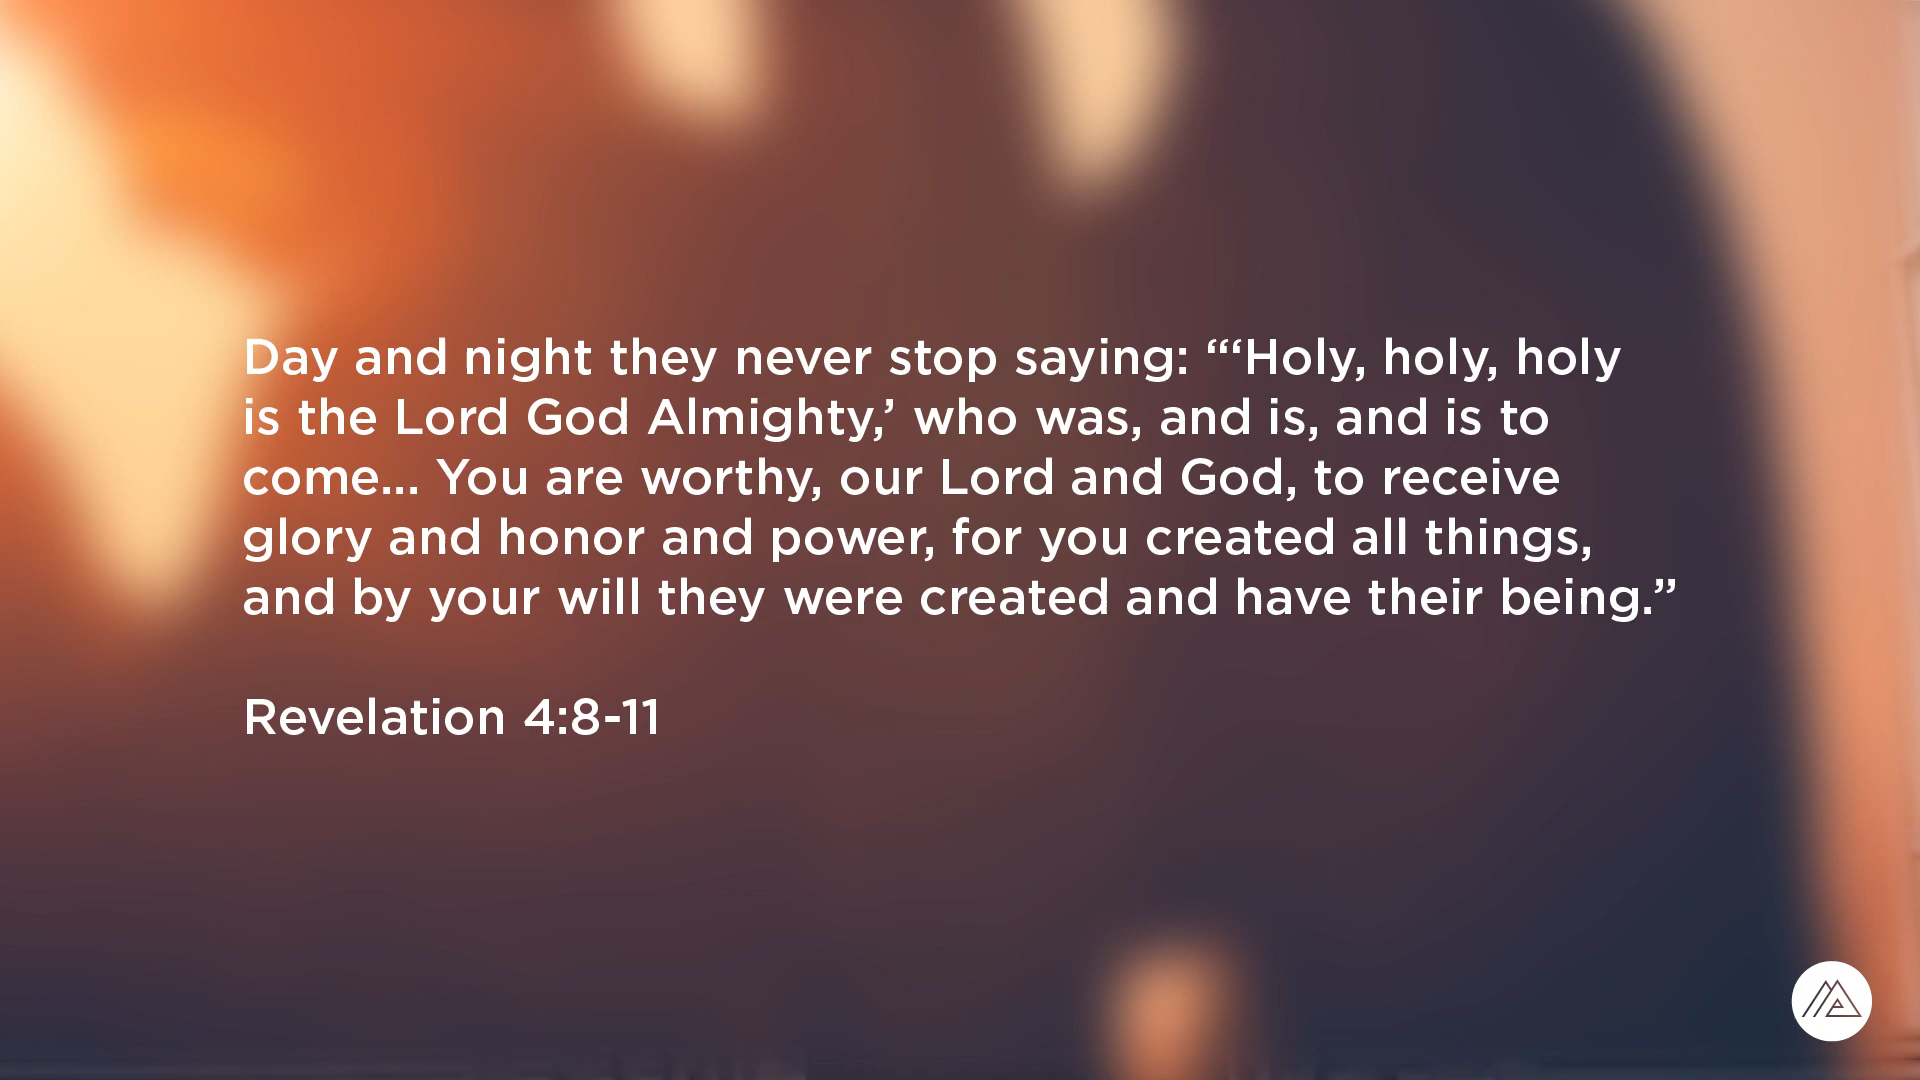 Day and night they never stop saying: “‘“Holy, holy, holy
is the Lord God Almighty,’ who was, and is, and is to
come... You are worthy, our Lord and God, to receive
glory and honor and power, for you created all things,
and by your will they were created and have their being.”
Revelation 4:8-11